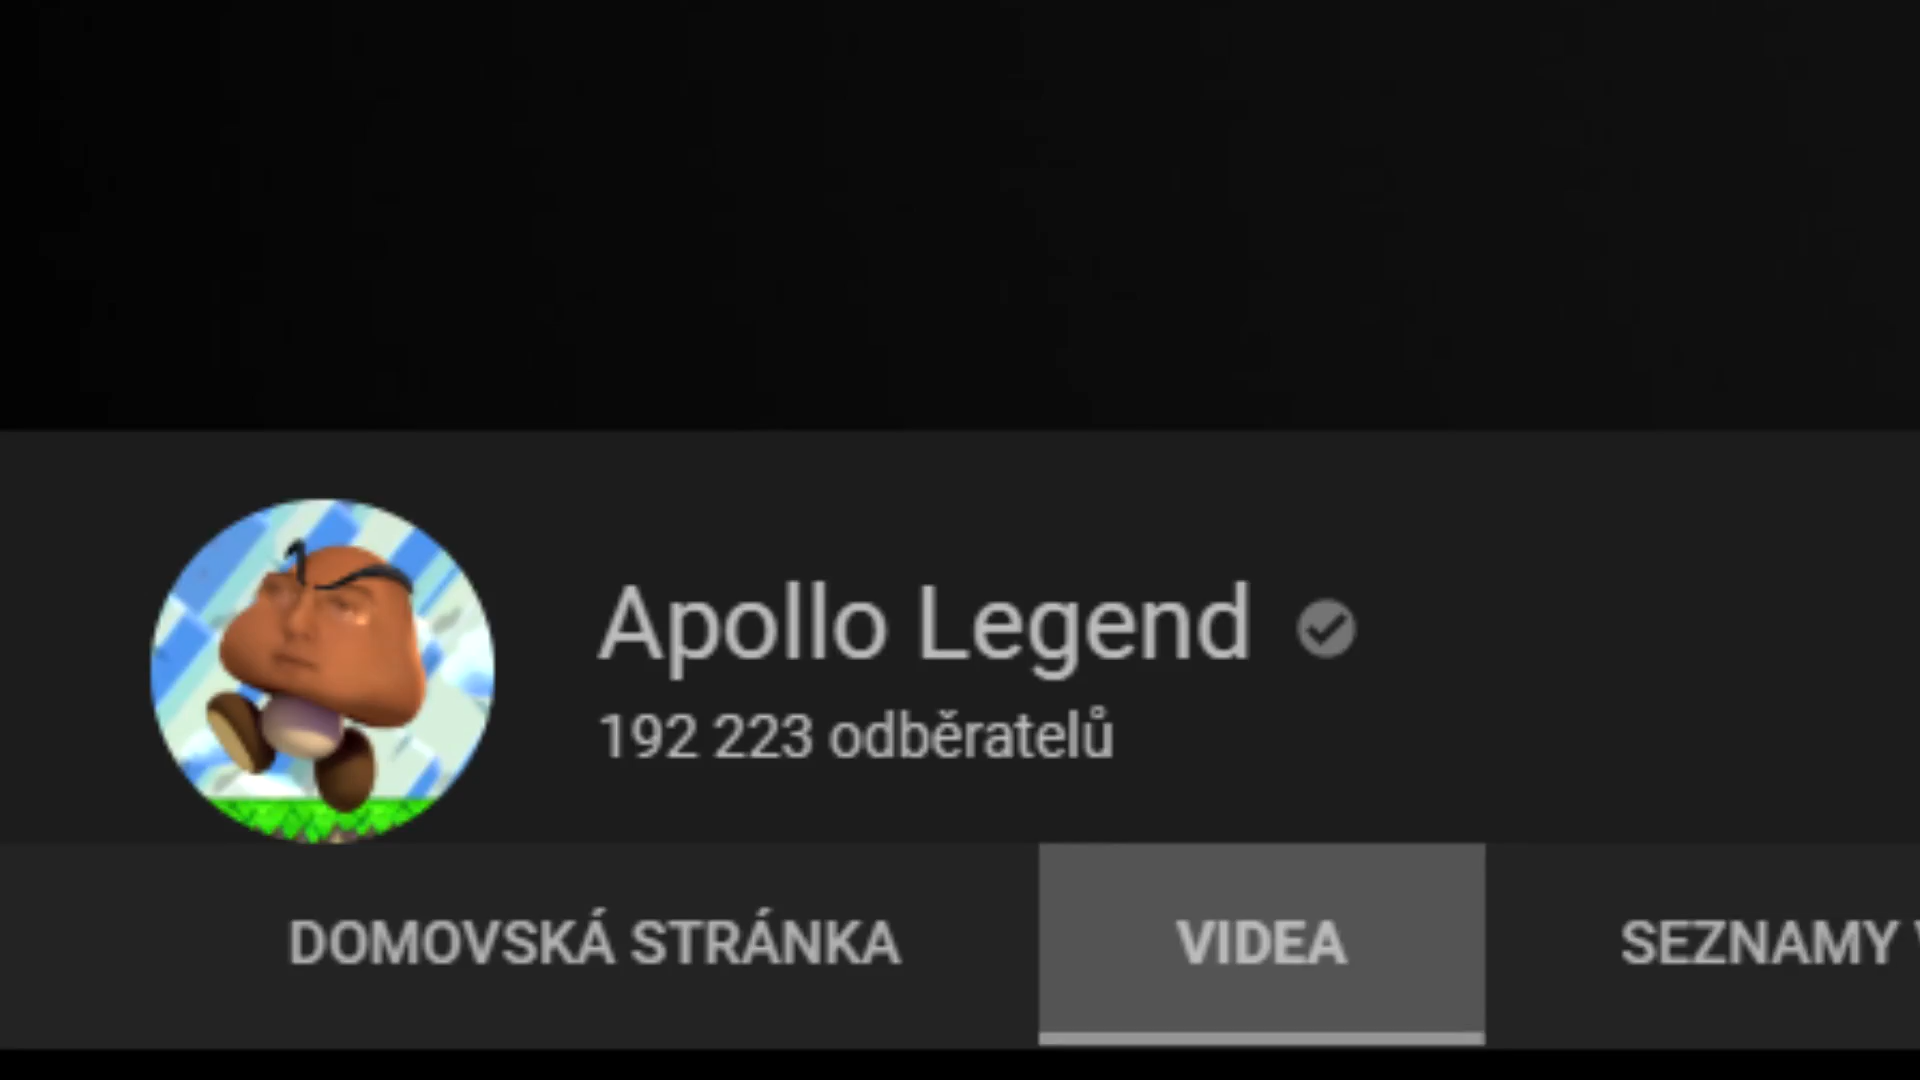 Apollo Legend
192 223 odběratelů
DOMOVSKÁ STRÁNKA VIDEA SEZNAMY